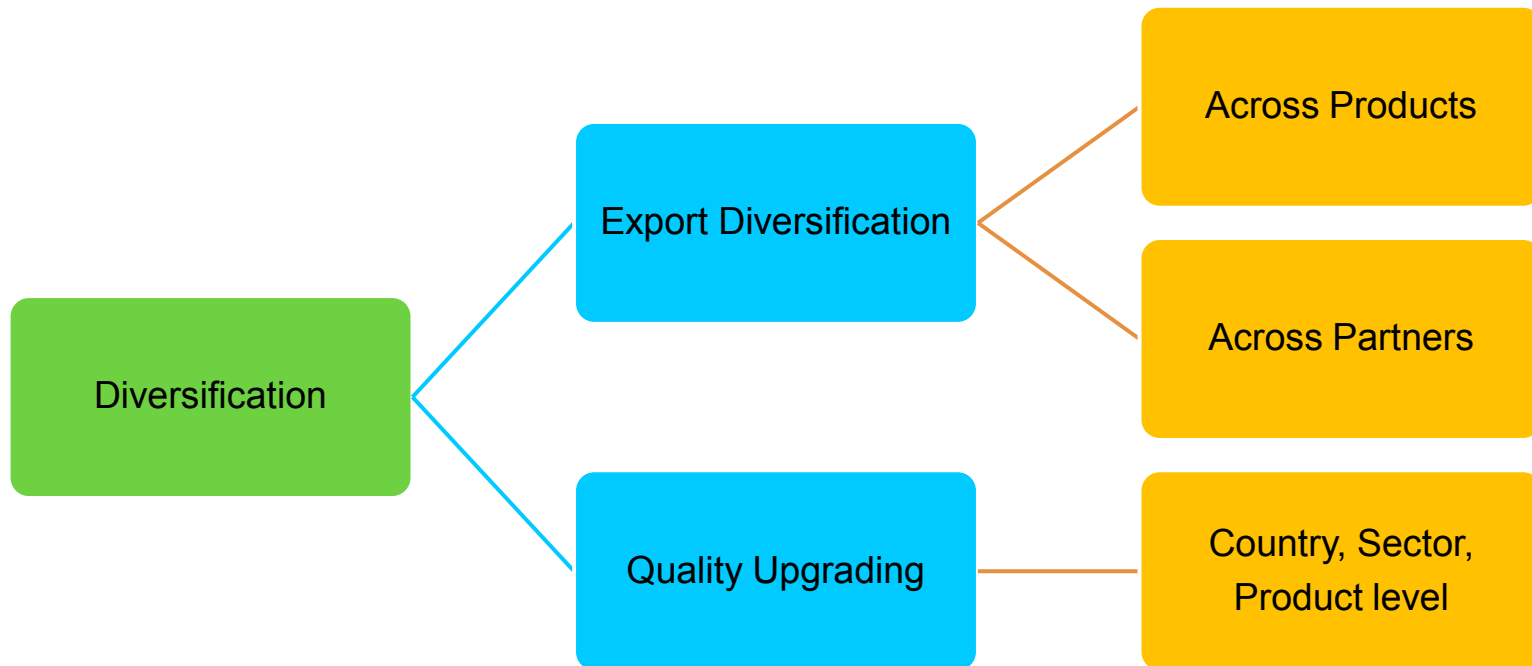 Across Products
Export Diversification
Across Partners
Diversification
Quality Upgrading
Country, Sector,
Product level